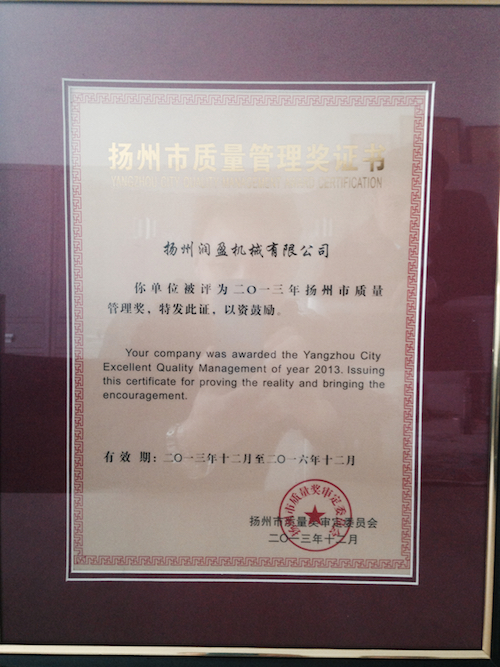 扬州市质量管理奖证书
YANGZHOU CITY QUALITY MANAGEMENT AWARD CERTIFICATION
扬州润盈机械有限公司
你单位被评为二〇一三年扬州市质量
管理奖，特发此证，以资鼓励。
Your company was awarded the Yangzhou City
Excellent Quality Management of year 2013. Issuing
this certificate for proving the reality and bringing the
encouragement.
有效期：二〇一三年十二月至二〇一六年十二月
扬州市质量奖审定委员会
二〇一三年十二月
扬州市质量奖审定委员会